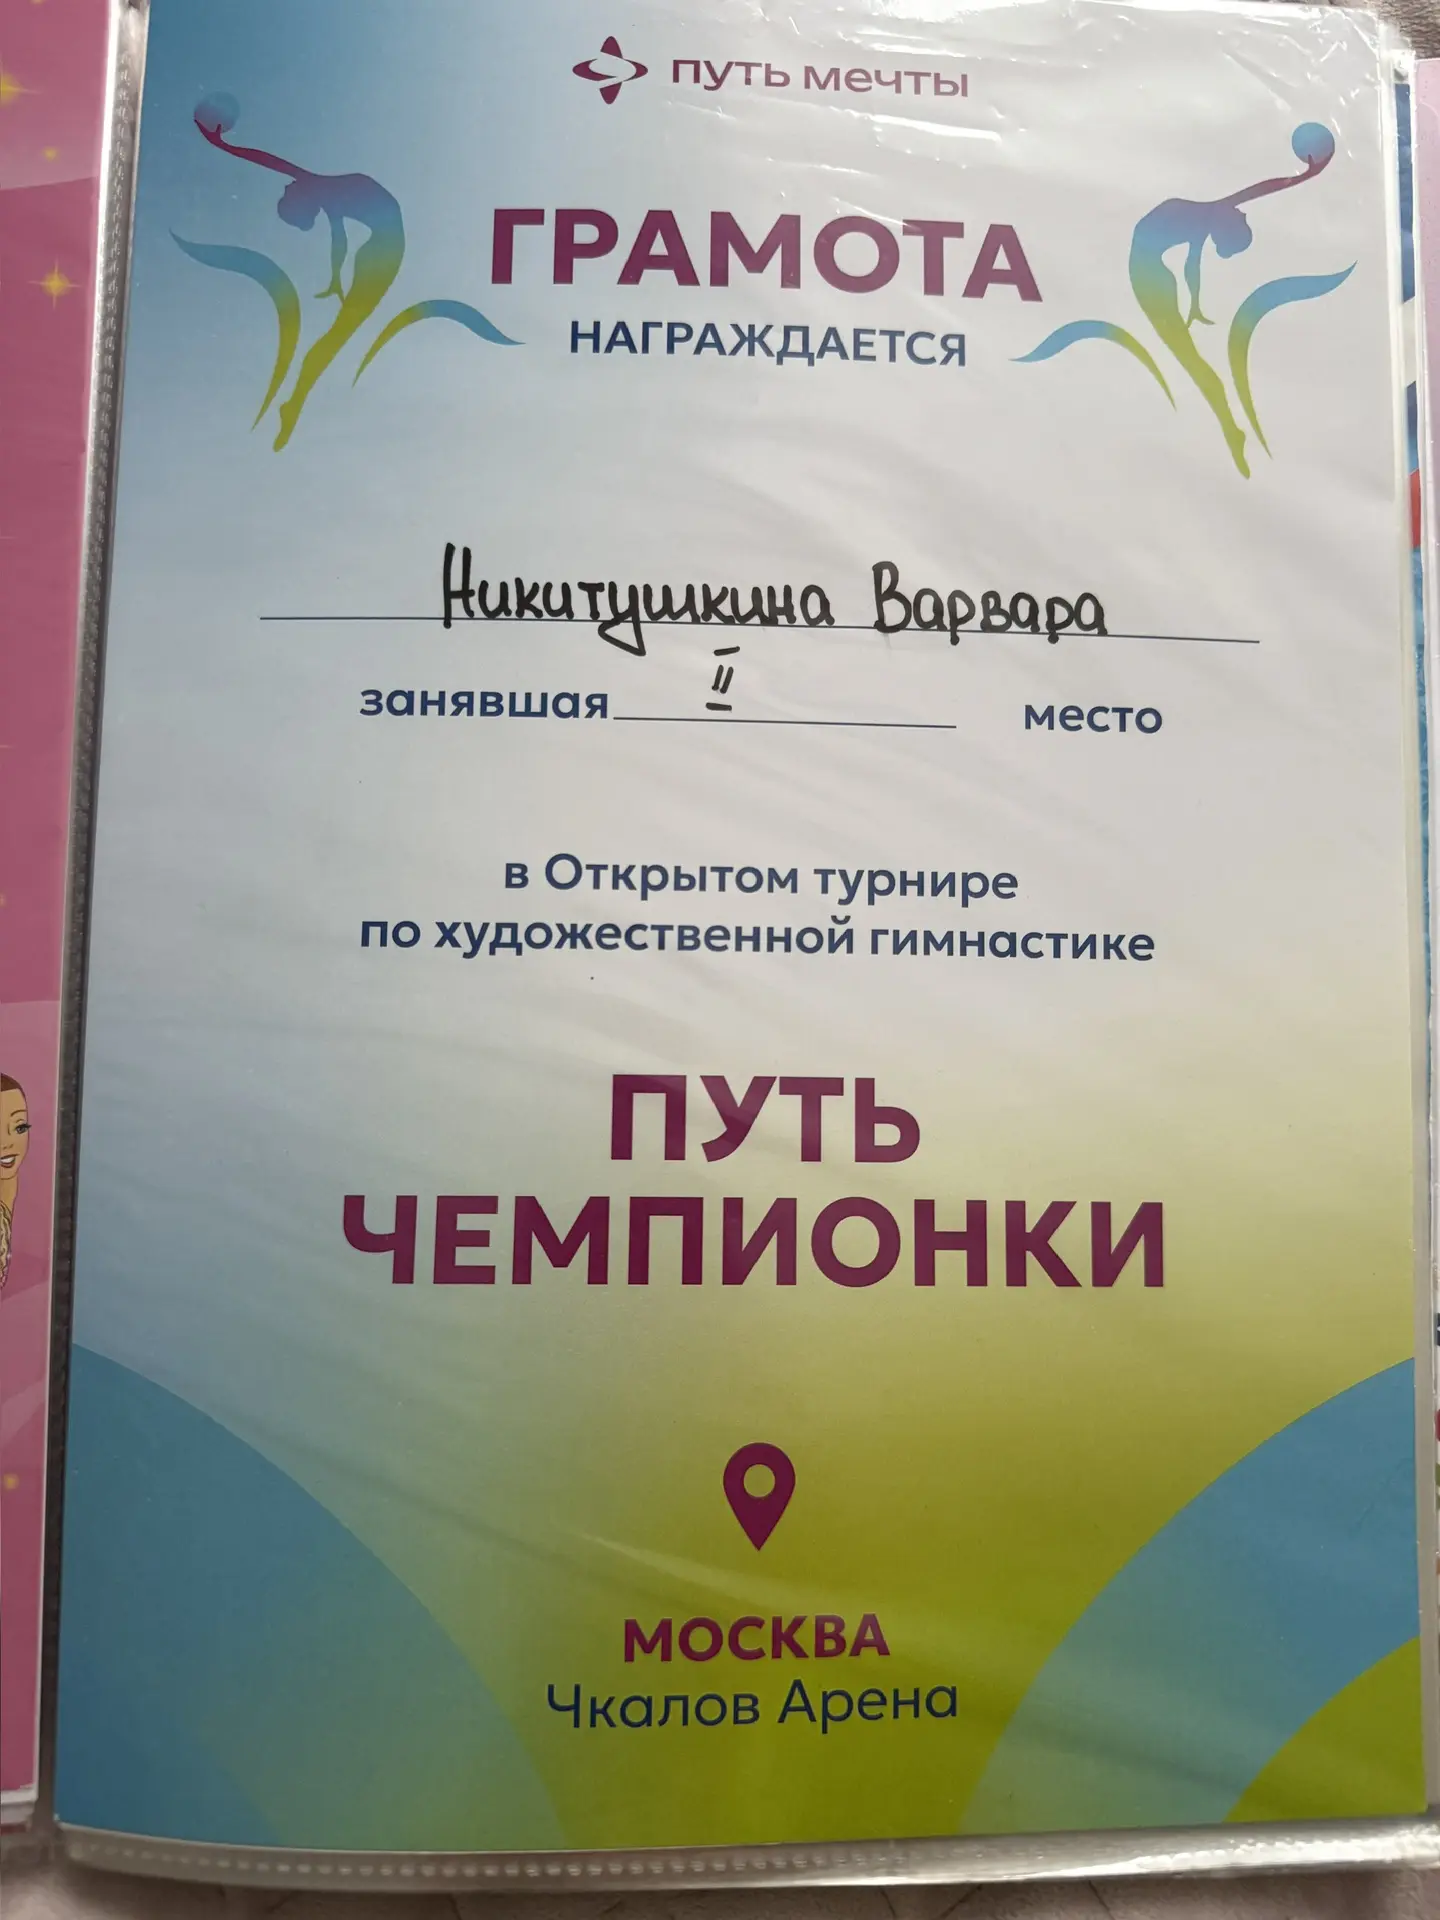 ПУТЬ МЕЧТЫ
ГРАМОТА
НАГРАЖДАЕТСЯ
Никитушкина Варвара
занявшая II место
в Открытом турнире
по художественной гимнастике
ПУТЬ
ЧЕМПИОНКИ
МОСКВА
Чкалов Арена